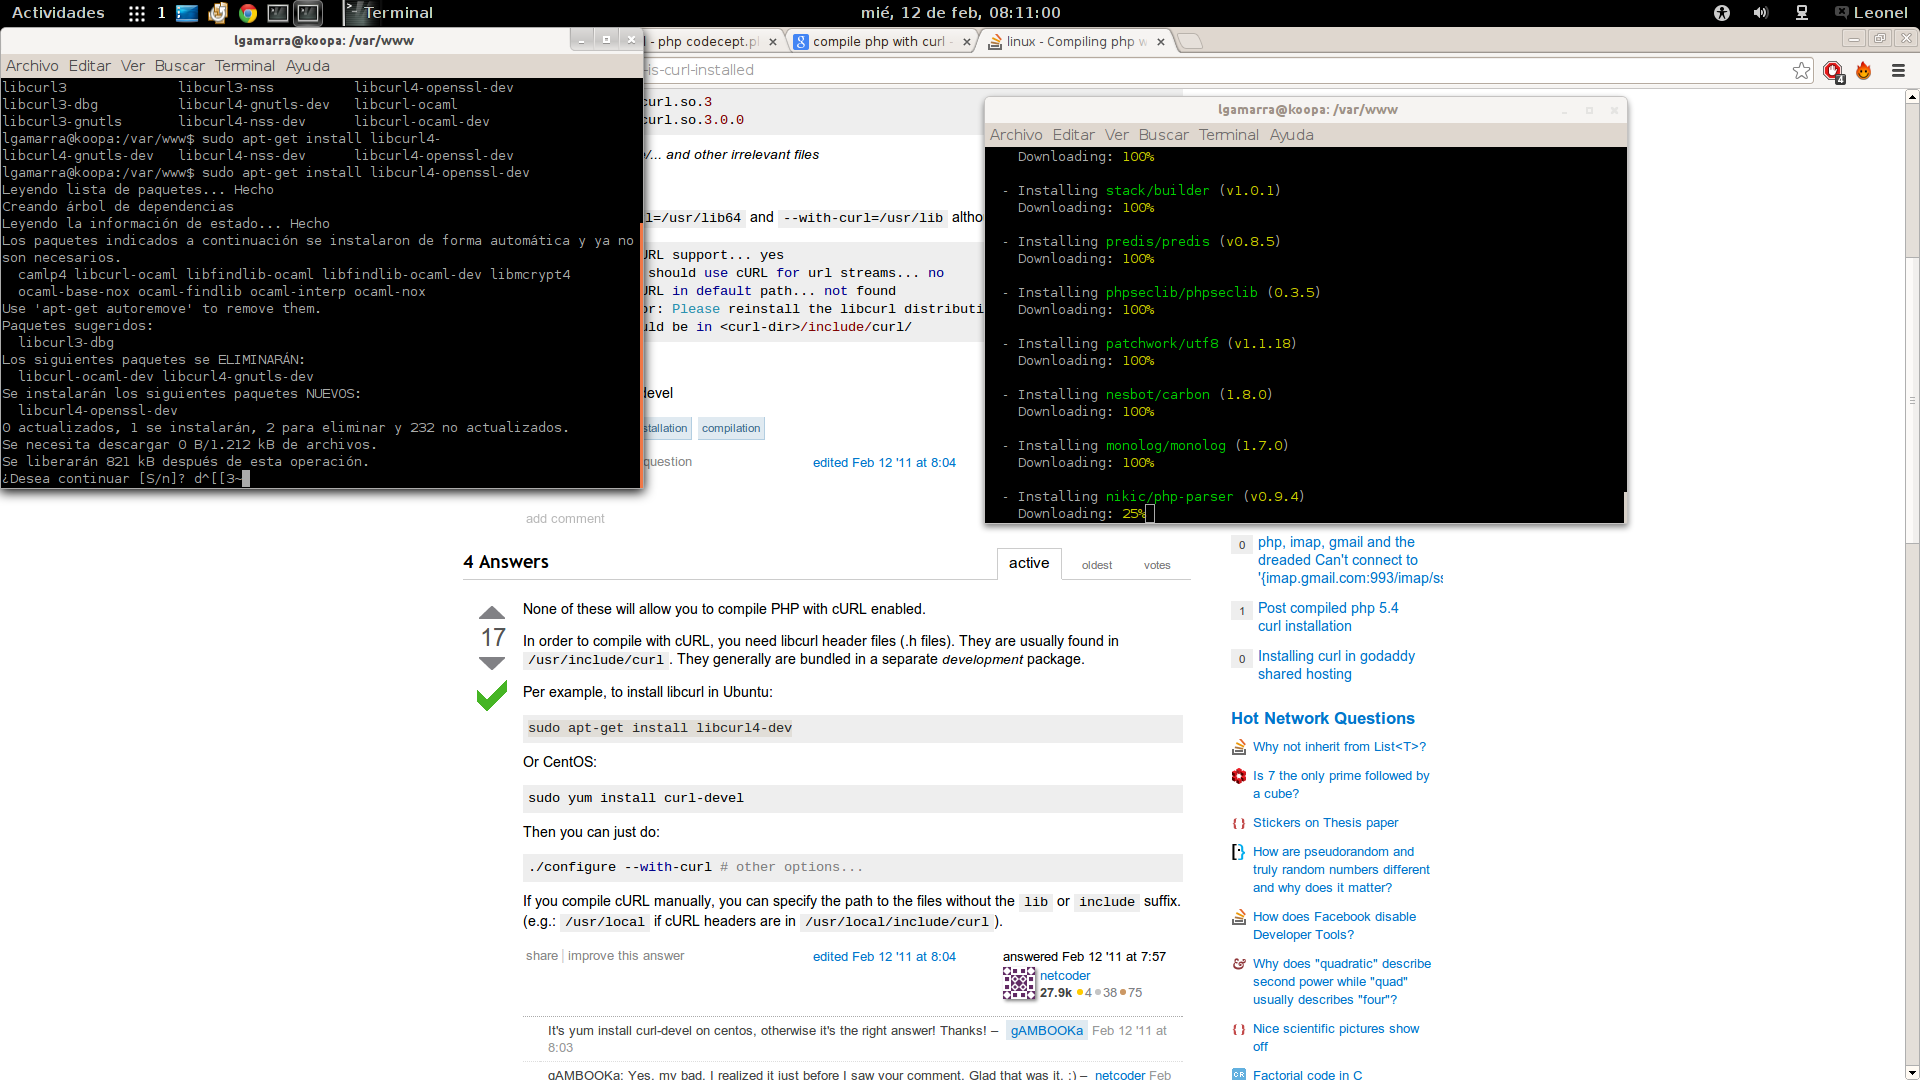 Actividades
1
Terminal
mié, 12 de feb, 08:11:00
Leonel
lgamarra@koopa: /var/www
Archivo Editar Ver Buscar Terminal Ayuda
libcurl3 libcurl3-nss libcurl4-openssl-dev
libcurl3-dbg libcurl4-gnutls-dev libcurl-ocaml
libcurl3-gnutls libcurl4-nss-dev libcurl-ocaml-dev
lgamarra@koopa:/var/www$ sudo apt-get install libcurl4-
libcurl4-gnutls-dev libcurl4-nss-dev libcurl4-openssl-dev
lgamarra@koopa:/var/www$ sudo apt-get install libcurl4-openssl-dev
Leyendo lista de paquetes... Hecho
Creando árbol de dependencias
Leyendo la información de estado... Hecho
Los paquetes indicados a continuación se instalaron de forma automática y ya no
son necesarios.
camlp4 libcurl-ocaml libfindlib-ocaml libfindlib-ocaml-dev libmcrypt4
ocaml-base-nox ocaml-findlib ocaml-interp ocaml-nox
Use 'apt-get autoremove' to remove them.
Paquetes sugeridos:
libcurl3-dbg
Los siguientes paquetes se ELIMINARÁN:
libcurl-ocaml-dev libcurl4-gnutls-dev
Se instalarán los siguientes paquetes NUEVOS:
libcurl4-openssl-dev
0 actualizados, 1 se instalarán, 2 para eliminar y 232 no actualizados.
Se necesita descargar 0 B/1.212 kB de archivos.
Se liberarán 821 kB después de esta operación.
¿Desea continuar [S/n]? d^[[3~
- php codecept.p
compile php with curl -
linux - Compiling php w
-is-curl-installed
4
curl.so.3
curl.so.3.0.0
/... and other irrelevant files
l=/usr/lib64 and --with-curl=/usr/lib altho
URL support... yes
should use cURL for url streams... no
URL in default path... not found
or: Please reinstall the libcurl distributi
uld be in <curl-dir>/include/curl/
devel
stallation compilation
question
edited Feb 12 '11 at 8:04
add comment
lgamarra@koopa: /var/www
Archivo Editar Ver Buscar Terminal Ayuda
Downloading: 100%
- Installing stack/builder (v1.0.1)
Downloading: 100%
- Installing predis/predis (v0.8.5)
Downloading: 100%
- Installing phpseclib/phpseclib (0.3.5)
Downloading: 100%
- Installing patchwork/utf8 (v1.1.18)
Downloading: 100%
- Installing nesbot/carbon (1.8.0)
Downloading: 100%
- Installing monolog/monolog (1.7.0)
Downloading: 100%
- Installing nikic/php-parser (v0.9.4)
Downloading: 25%
4 Answers
active oldest votes
17
None of these will allow you to compile PHP with cURL enabled.
In order to compile with cURL, you need libcurl header files (.h files). They are usually found in
/usr/include/curl . They generally are bundled in a separate development package.
Per example, to install libcurl in Ubuntu:
sudo apt-get install libcurl4-dev
Or CentOS:
sudo yum install curl-devel
Then you can just do:
./configure --with-curl # other options...
If you compile cURL manually, you can specify the path to the files without the lib or include suffix.
(e.g.: /usr/local if cURL headers are in /usr/local/include/curl ).
share improve this answer
edited Feb 12 '11 at 8:04
answered Feb 12 '11 at 7:57
netcoder
27.9k 4 38 75
It's yum install curl-devel on centos, otherwise it's the right answer! Thanks! – gAMBOOKa Feb 12 '11 at
8:03
gAMBOOKa: Yes, my bad, I realized it just before I saw your comment. Glad that was it. :) – netcoder Feb
0 php, imap, gmail and the
dreaded Can't connect to
'{imap.gmail.com:993/imap/ss
1 Post compiled php 5.4
curl installation
0 Installing curl in godaddy
shared hosting
Hot Network Questions
Why not inherit from List<T>?
Is 7 the only prime followed by
a cube?
Stickers on Thesis paper
How are pseudorandom and
truly random numbers different
and why does it matter?
How does Facebook disable
Developer Tools?
Why does "quadratic" describe
second power while "quad"
usually describes "four"?
Nice scientific pictures show
off
Factorial code in C